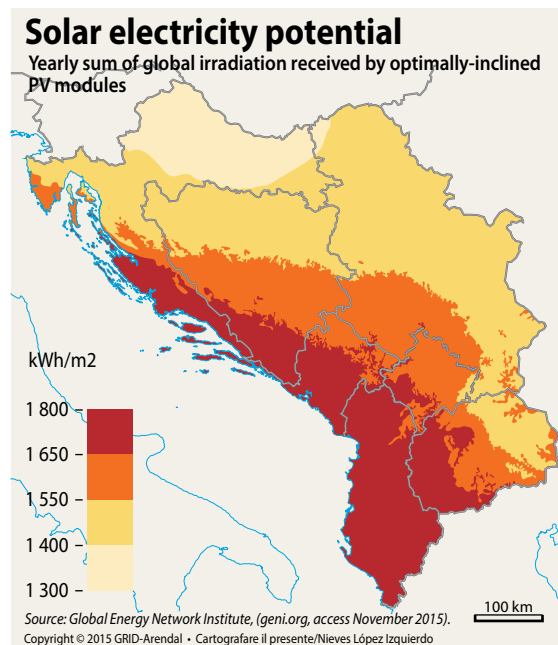 Solar electricity potential
Yearly sum of global irradiation received by optimally-inclined
PV modules
kWh/m2
1 800
1 650
1 550
1 400
1 300
100 km
Source: Global Energy Network Institute, (geni.org, access November 2015).
Copyright © 2015 GRID-Arendal • Cartografare il presente/Nieves López Izquierdo